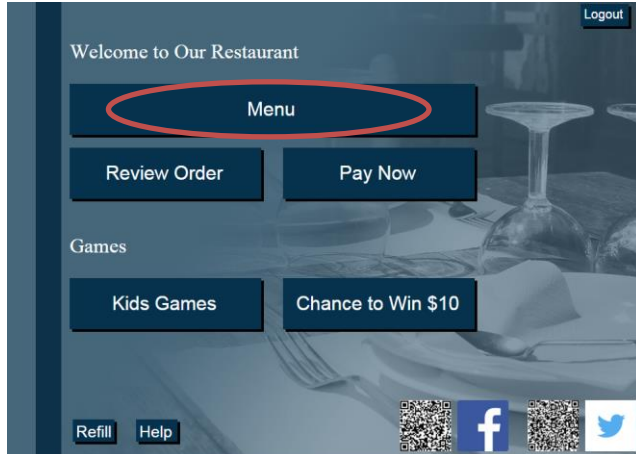 Logout
Welcome to Our Restaurant
Menu
Review Order
Pay Now
Games
Kids Games
Chance to Win $10
Refill
Help